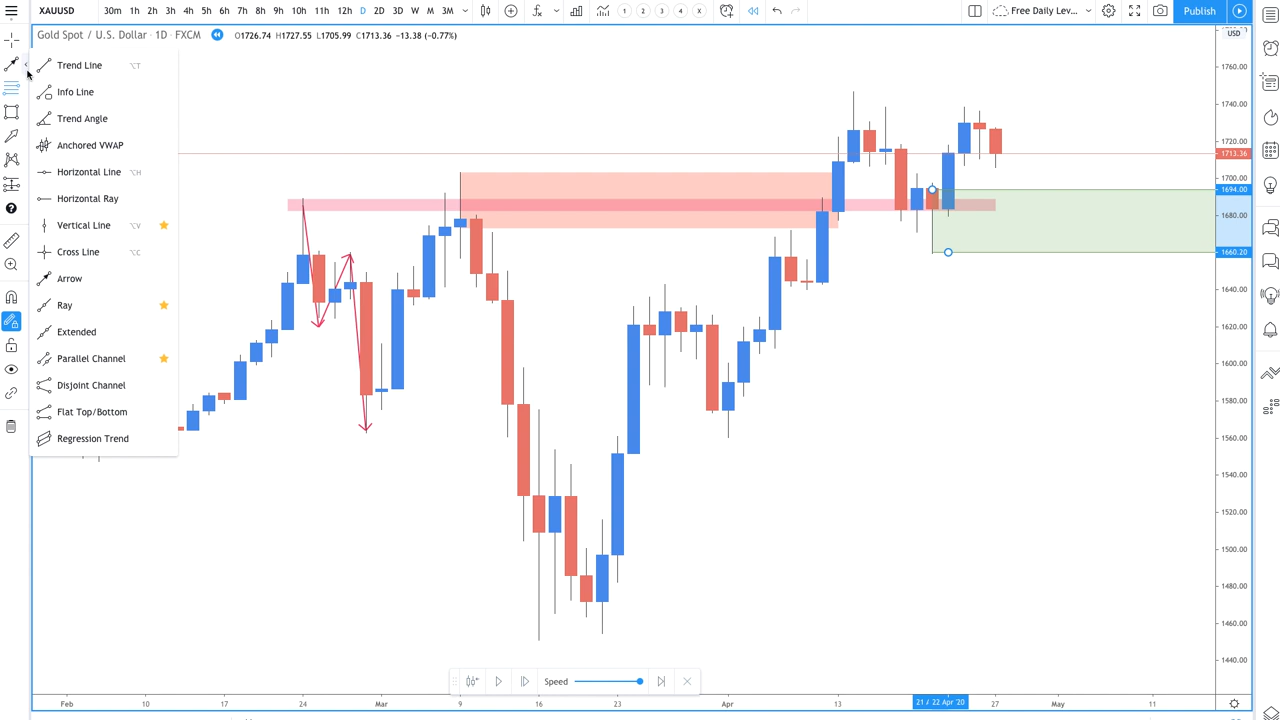 XAUUSD 30m 1h 2h 3h 4h 5h 6h 7h 8h 9h 10h 11h 12h D 2D 3D W M 3M 1 2 3 4 x Free Daily Lev... Publish
Gold Spot / U.S. Dollar · 1D · FXCM O1726.74 H1727.55 L1705.99 C1713.36 −13.38 (−0.77%)
USD
Trend Line ⌥T
Info Line
Trend Angle
Anchored VWAP
Horizontal Line ⌥H
Horizontal Ray
Vertical Line ⌥V
Cross Line ⌥C
Arrow
Ray
Extended
Parallel Channel
Disjoint Channel
Flat Top/Bottom
Regression Trend
1760.00
1740.00
1720.00
1713.36
1700.00
1694.00
1680.00
1660.20
1640.00
1620.00
1600.00
1580.00
1560.00
1540.00
1520.00
1500.00
1480.00
1460.00
1440.00
Speed
Feb 10 17 24 Mar 9 16 23 Apr 13 21 / 22 Apr '20 27 May 11